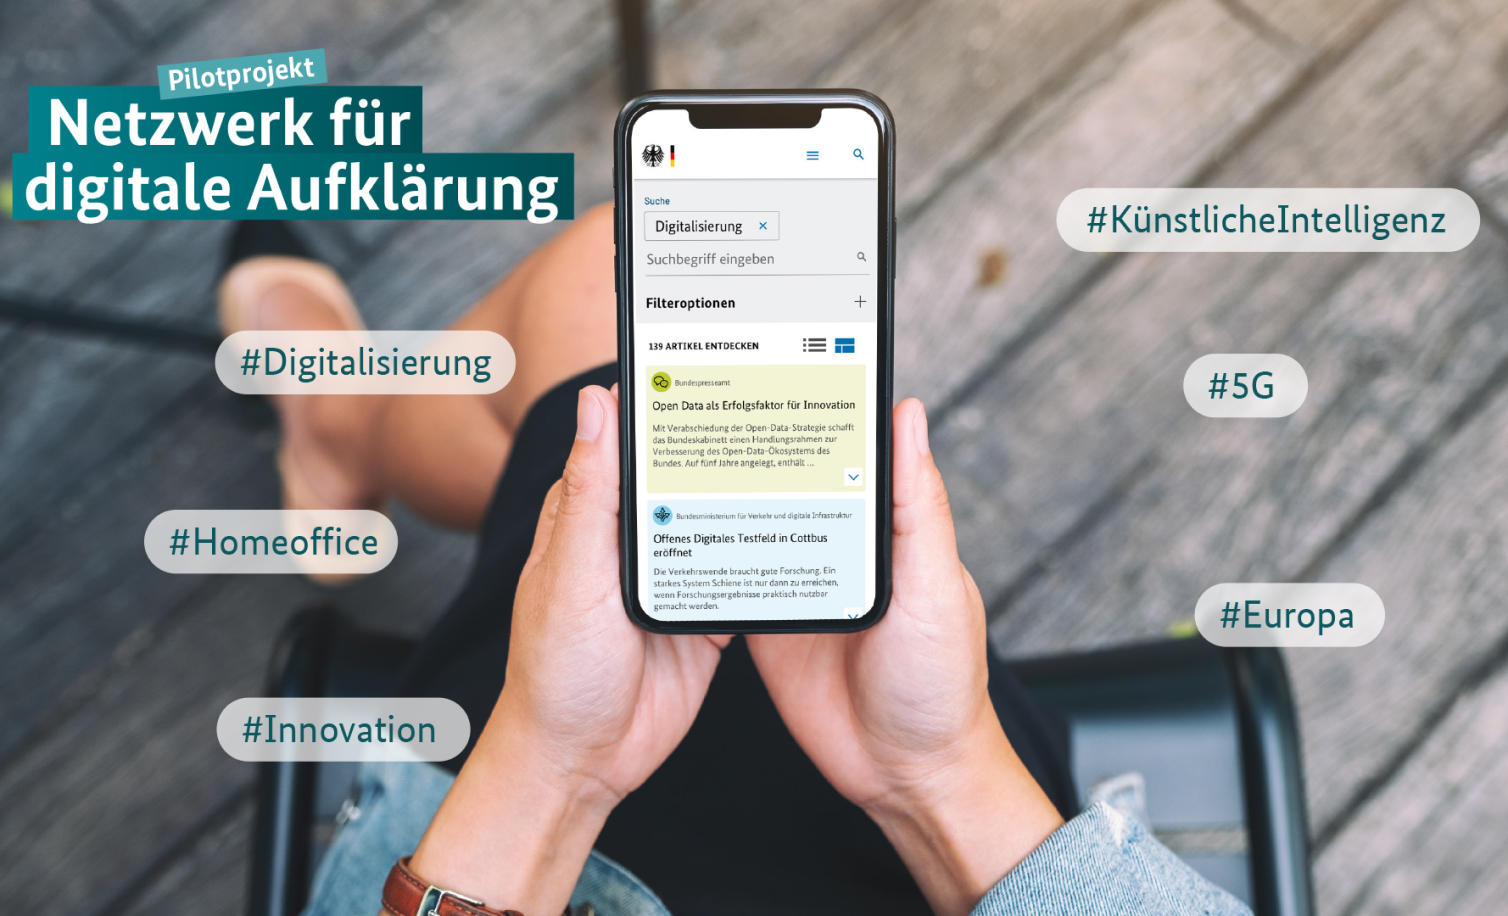 Pilotprojekt
Netzwerk für
digitale Aufklärung
#Digitalisierung
#Homeoffice
#Innovation
Suche
Digitalisierung ×
Suchbegriff eingeben
Filteroptionen +
139 ARTIKEL ENTDECKEN
Bundespresseamt
Open Data als Erfolgsfaktor für Innovation
Mit Verabschiedung der Open-Data-Strategie schafft
das Bundeskabinett einen Handlungsrahmen zur
Verbesserung des Open-Data-Ökosystems des
Bundes. Auf fünf Jahre angelegt, enthält ...
Bundesministerium für Verkehr und digitale Infrastruktur
Offenes Digitales Testfeld in Cottbus
eröffnet
Die Verkehrswende braucht gute Forschung. Ein
starkes System Schiene ist nur dann zu erreichen,
wenn Forschungsergebnisse praktisch nutzbar
gemacht werden.
#KünstlicheIntelligenz
#5G
#Europa